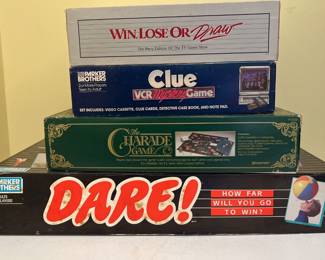 WIN, LOSE OR Draw
The Party Edition Of The TV Game Show
PARKER BROTHERS
Clue
VCR Mystery Game
SET INCLUDES: VIDEO CASSETTE, CLUE CARDS, DETECTIVE CASE BOOK, AND NOTE PAD.
The
CHARADE
GAME
PARKER
BROTHERS
DARE!
HOW FAR
WILL YOU GO
TO WIN?